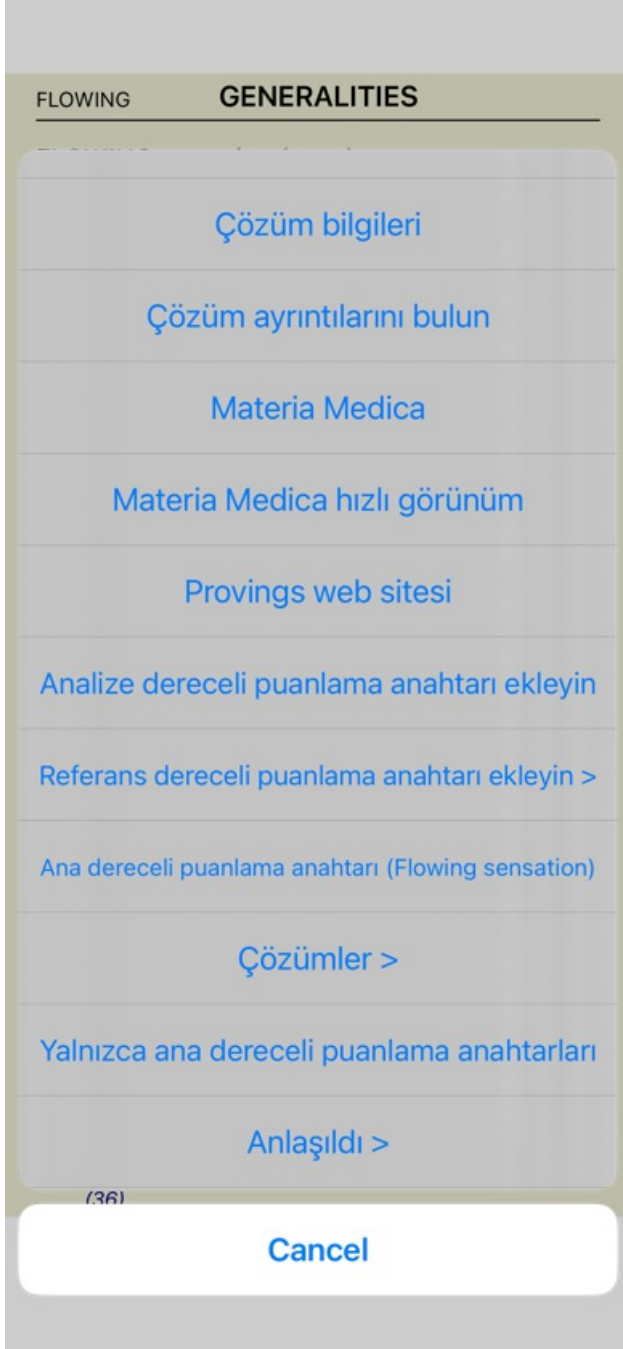 FLOWING GENERALITIES
Çözüm bilgileri
Çözüm ayrıntılarını bulun
Materia Medica
Materia Medica hızlı görünüm
Provings web sitesi
Analize dereceli puanlama anahtarı ekleyin
Referans dereceli puanlama anahtarı ekleyin >
Ana dereceli puanlama anahtarı (Flowing sensation)
Çözümler >
Yalnızca ana dereceli puanlama anahtarları
Anlaşıldı >
(36)
Cancel